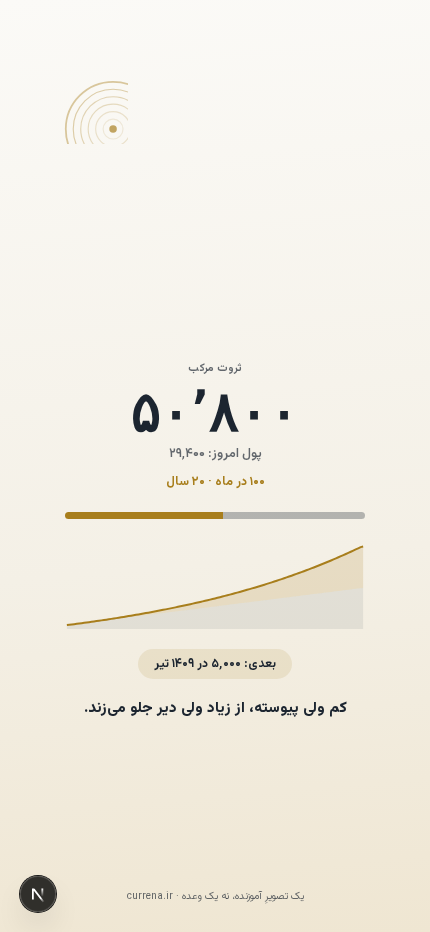 ثروت مرکب
۵۰٬۸۰۰
پول امروز: ۲۹,۴۰۰
۱۰۰ در ماه · ۲۰ سال
بعدی: ۵,۰۰۰ در ۱۴۰۹ تیر
کم ولی پیوسته، از زیاد ولی دیر جلو می‌زند.
یک تصویرِ آموزنده، نه یک وعده · currena.ir
N